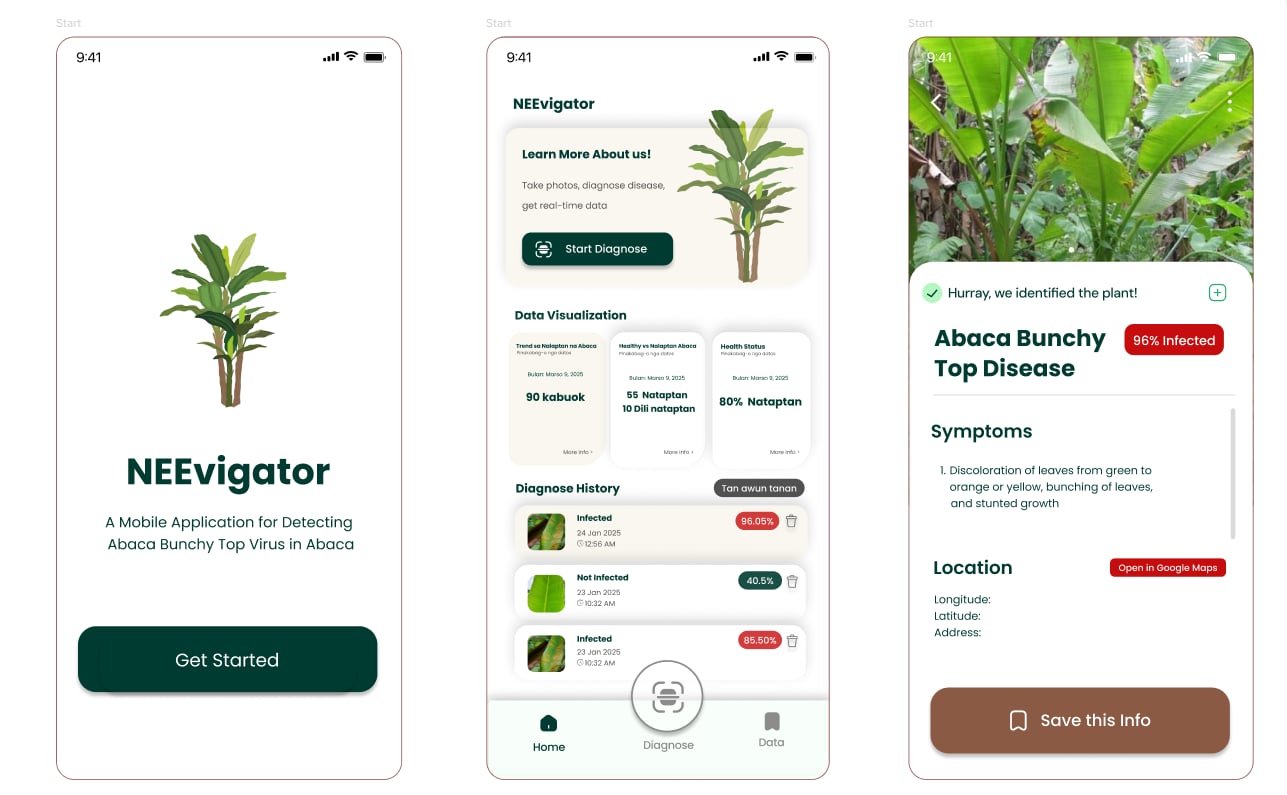 Start
9:41
NEEvigator
A Mobile Application for Detecting
Abaca Bunchy Top Virus in Abaca
Get Started
Start
9:41
NEEvigator
Learn More About us!
Take photos, diagnose disease,
get real-time data
Start Diagnose
Data Visualization
Trend sa Nalaptan na Abaca
Pinakabag-o nga datos
Bulan: Marso 9, 2025
90 kabuok
More Info >
Healthy vs Nalaptan Abaca
Pinakabag-o nga datos
Bulan: Marso 9, 2025
55 Nataptan
10 Dili nataptan
More Info >
Health Status
Pinakabag-o nga datos
Bulan: Marso 9, 2025
80% Nataptan
More Info >
Diagnose History
Tan awun tanan
Infected
96.05%
24 Jan 2025
12:56 AM
Not Infected
40.5%
23 Jan 2025
10:32 AM
Infected
85.50%
23 Jan 2025
10:32 AM
Home
Diagnose
Data
Start
9:41
Hurray, we identified the plant!
Abaca Bunchy
Top Disease
96% Infected
Symptoms
1. Discoloration of leaves from green to
orange or yellow, bunching of leaves,
and stunted growth
Location
Open in Google Maps
Longitude:
Latitude:
Address:
Save this Info